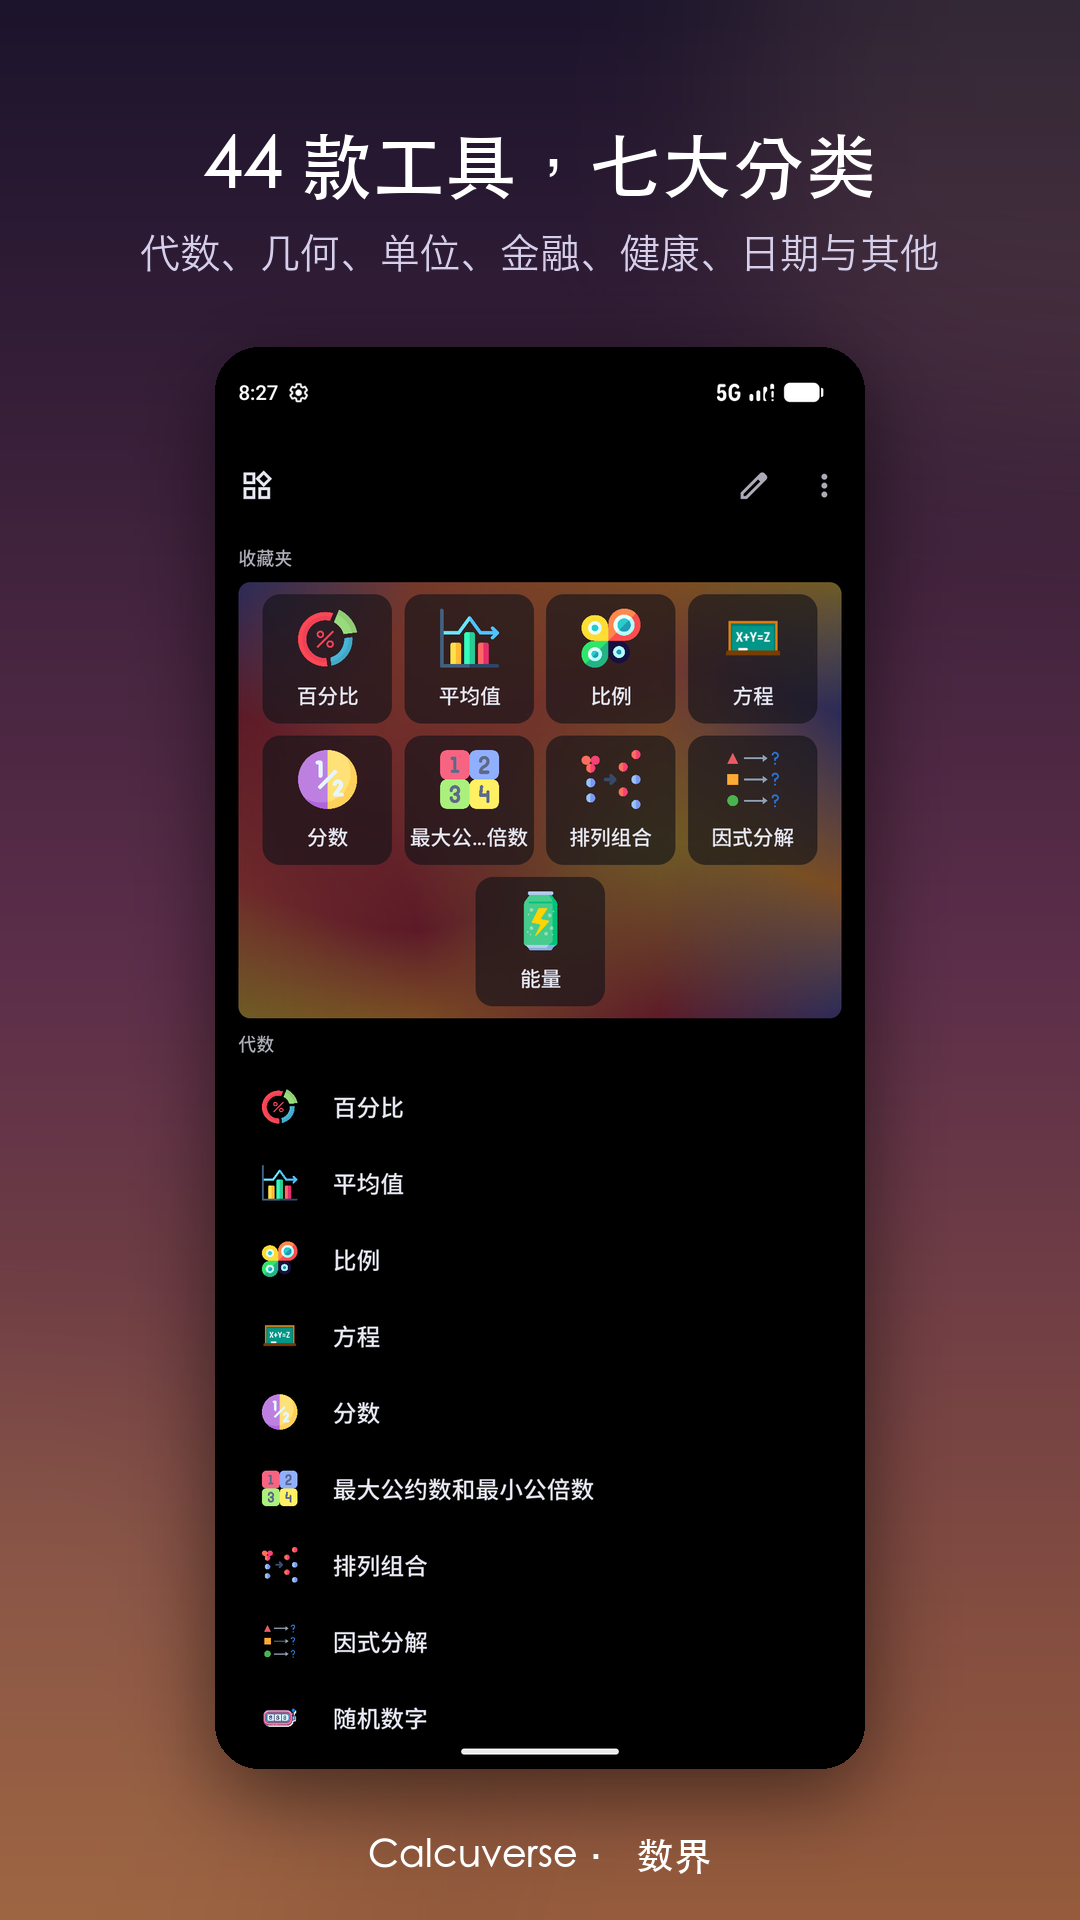 44 款工具，七大分类
代数、几何、单位、金融、健康、日期与其他
8:27 5G
收藏夹
百分比 平均值 比例 方程
X+Y=Z
分数 最大公...倍数 排列组合 因式分解
1/2 1 2 3 4 ? ? ?
能量
代数
百分比
平均值
比例
方程
分数
最大公约数和最小公倍数
排列组合
因式分解
随机数字
Calcuverse · 数界